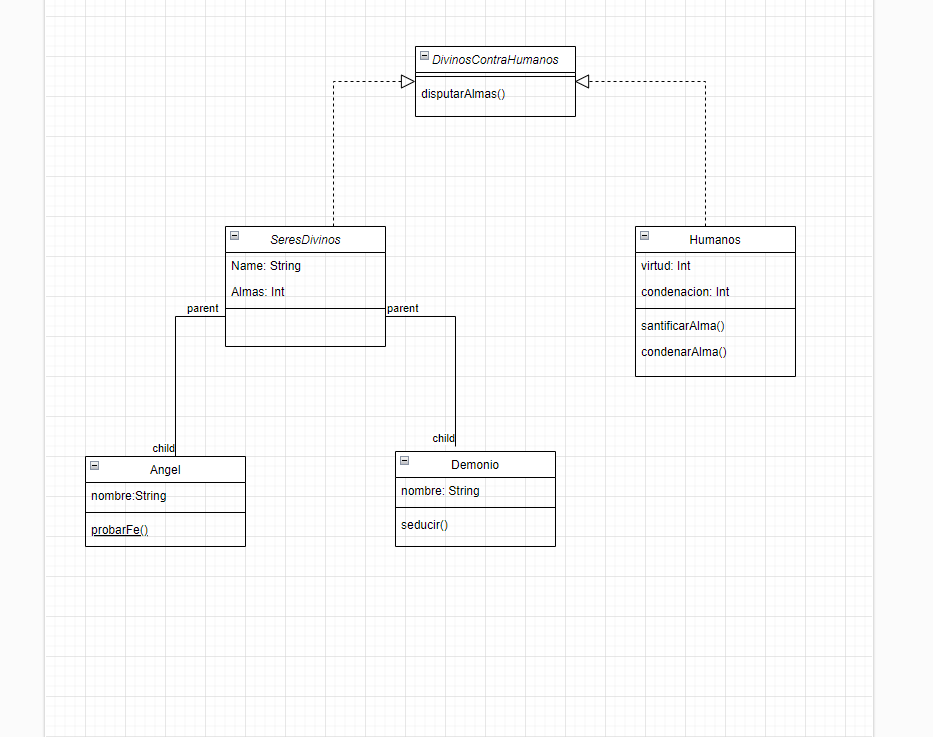 DivinosContraHumanos
disputarAlmas()
SeresDivinos
Name: String
Almas: Int
Humanos
virtud: Int
condenacion: Int
santificarAlma()
condenarAlma()
parent
parent
child
child
Angel
nombre:String
probarFe()
Demonio
nombre: String
seducir()